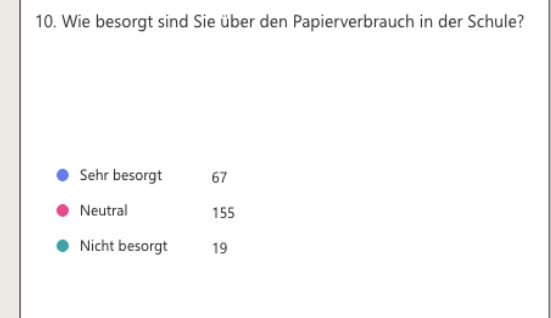 10. Wie besorgt sind Sie über den Papierverbrauch in der Schule?
Sehr besorgt 67
Neutral 155
Nicht besorgt 19